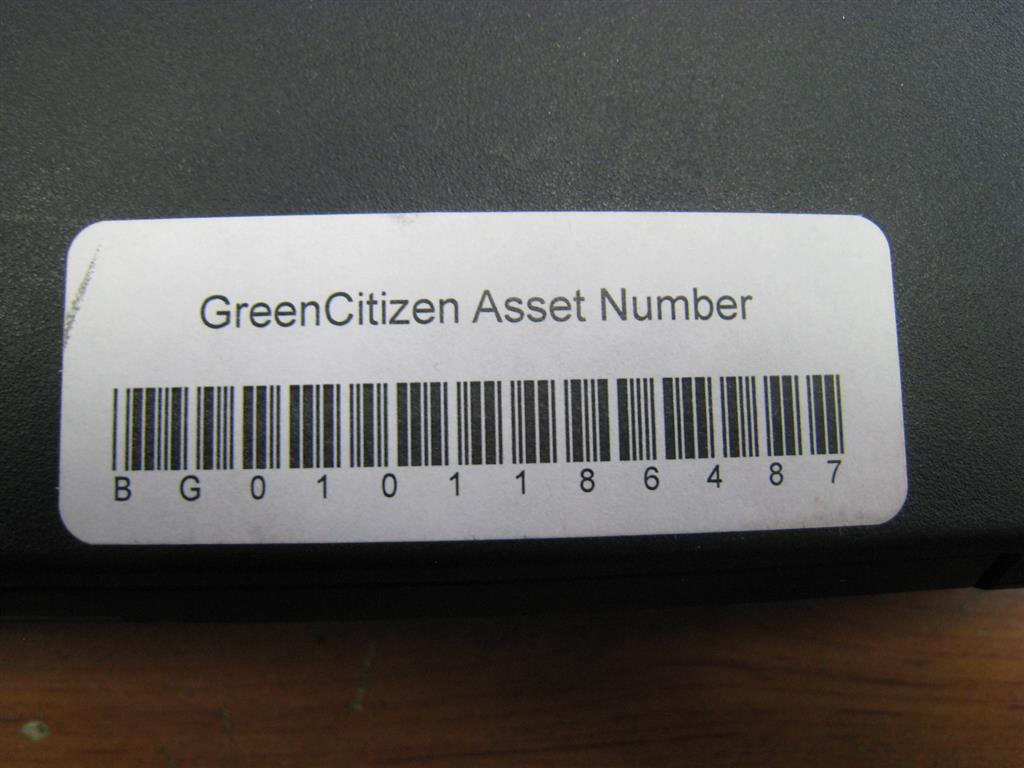 GreenCitizen Asset Number
B G 0 1 0 1 1 8 6 4 8 7